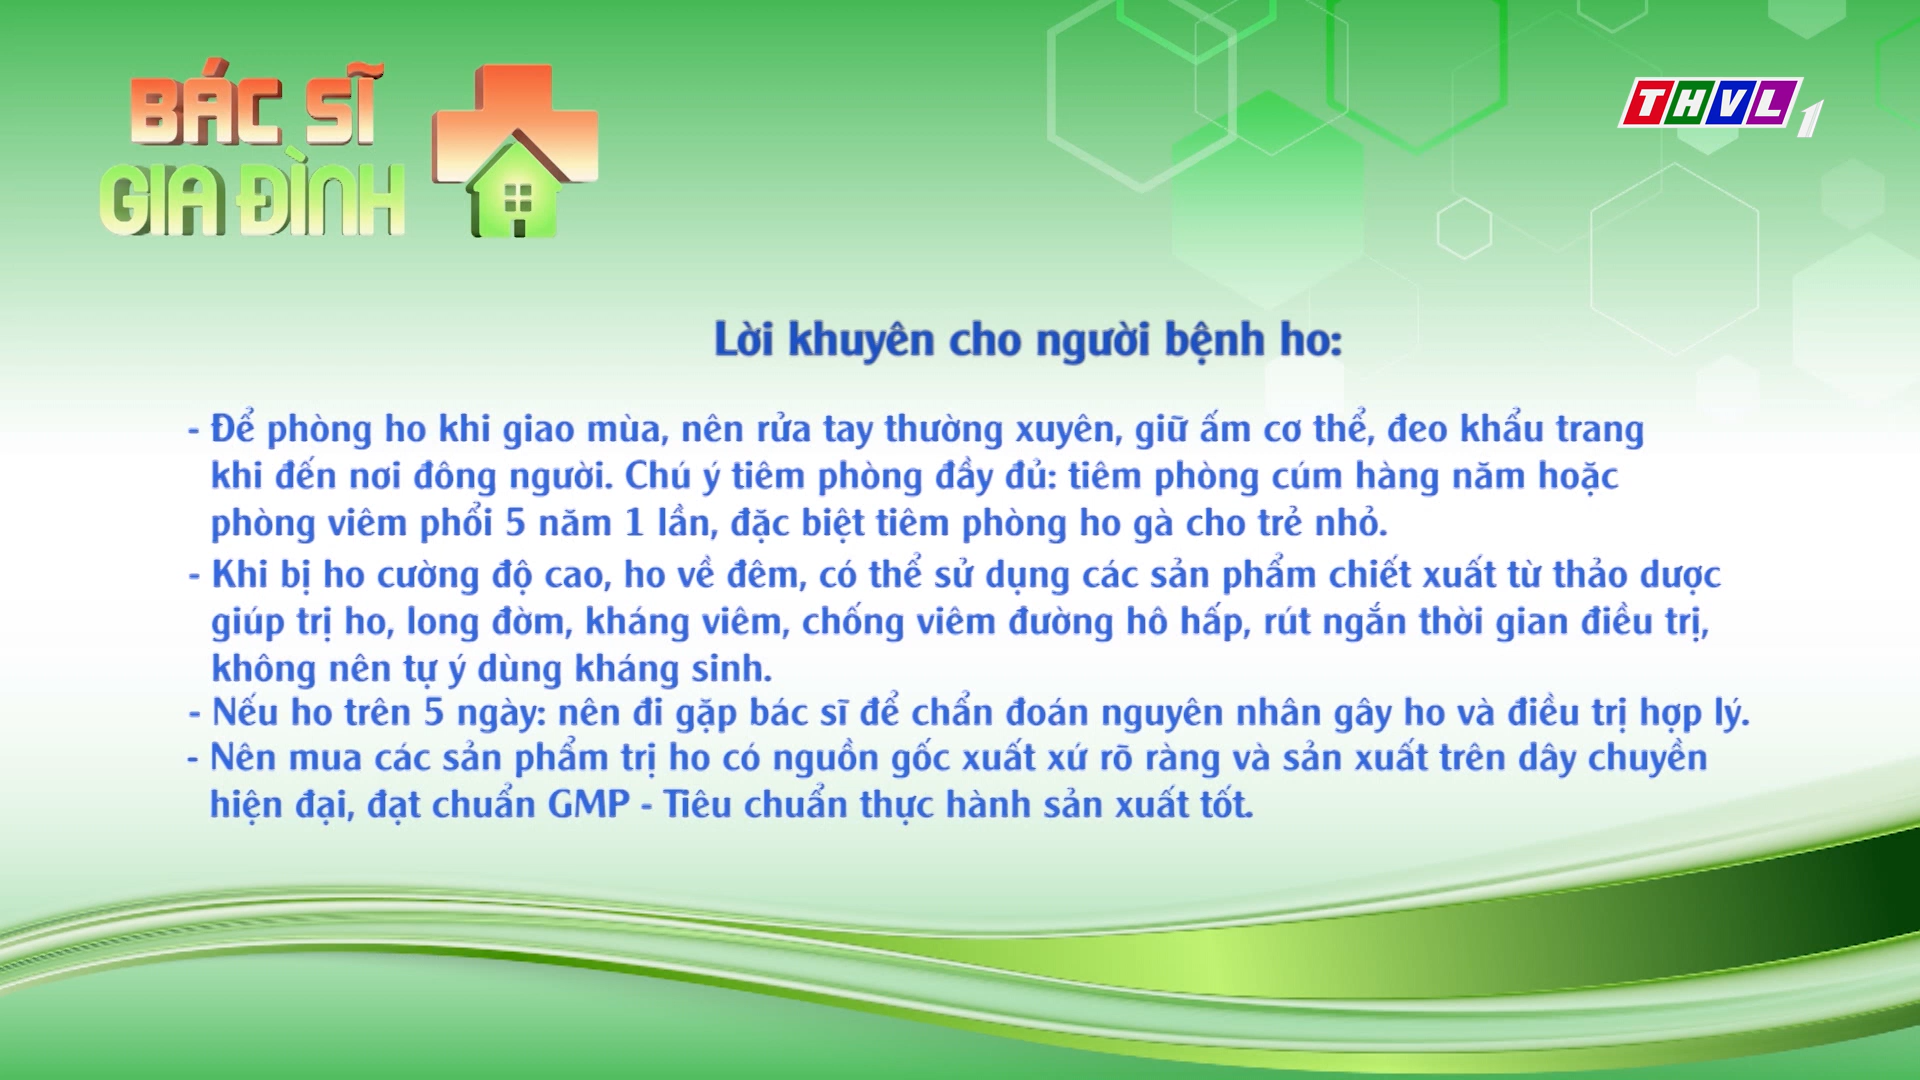 BÁC SĨ
GIA ĐÌNH
THVL 1
Lời khuyên cho người bệnh ho:
- Để phòng ho khi giao mùa, nên rửa tay thường xuyên, giữ ấm cơ thể, đeo khẩu trang
khi đến nơi đông người. Chú ý tiêm phòng đầy đủ: tiêm phòng cúm hàng năm hoặc
phòng viêm phổi 5 năm 1 lần, đặc biệt tiêm phòng ho gà cho trẻ nhỏ.
- Khi bị ho cường độ cao, ho về đêm, có thể sử dụng các sản phẩm chiết xuất từ thảo dược
giúp trị ho, long đờm, kháng viêm, chống viêm đường hô hấp, rút ngắn thời gian điều trị,
không nên tự ý dùng kháng sinh.
- Nếu ho trên 5 ngày: nên đi gặp bác sĩ để chẩn đoán nguyên nhân gây ho và điều trị hợp lý.
- Nên mua các sản phẩm trị ho có nguồn gốc xuất xứ rõ ràng và sản xuất trên dây chuyền
hiện đại, đạt chuẩn GMP - Tiêu chuẩn thực hành sản xuất tốt.